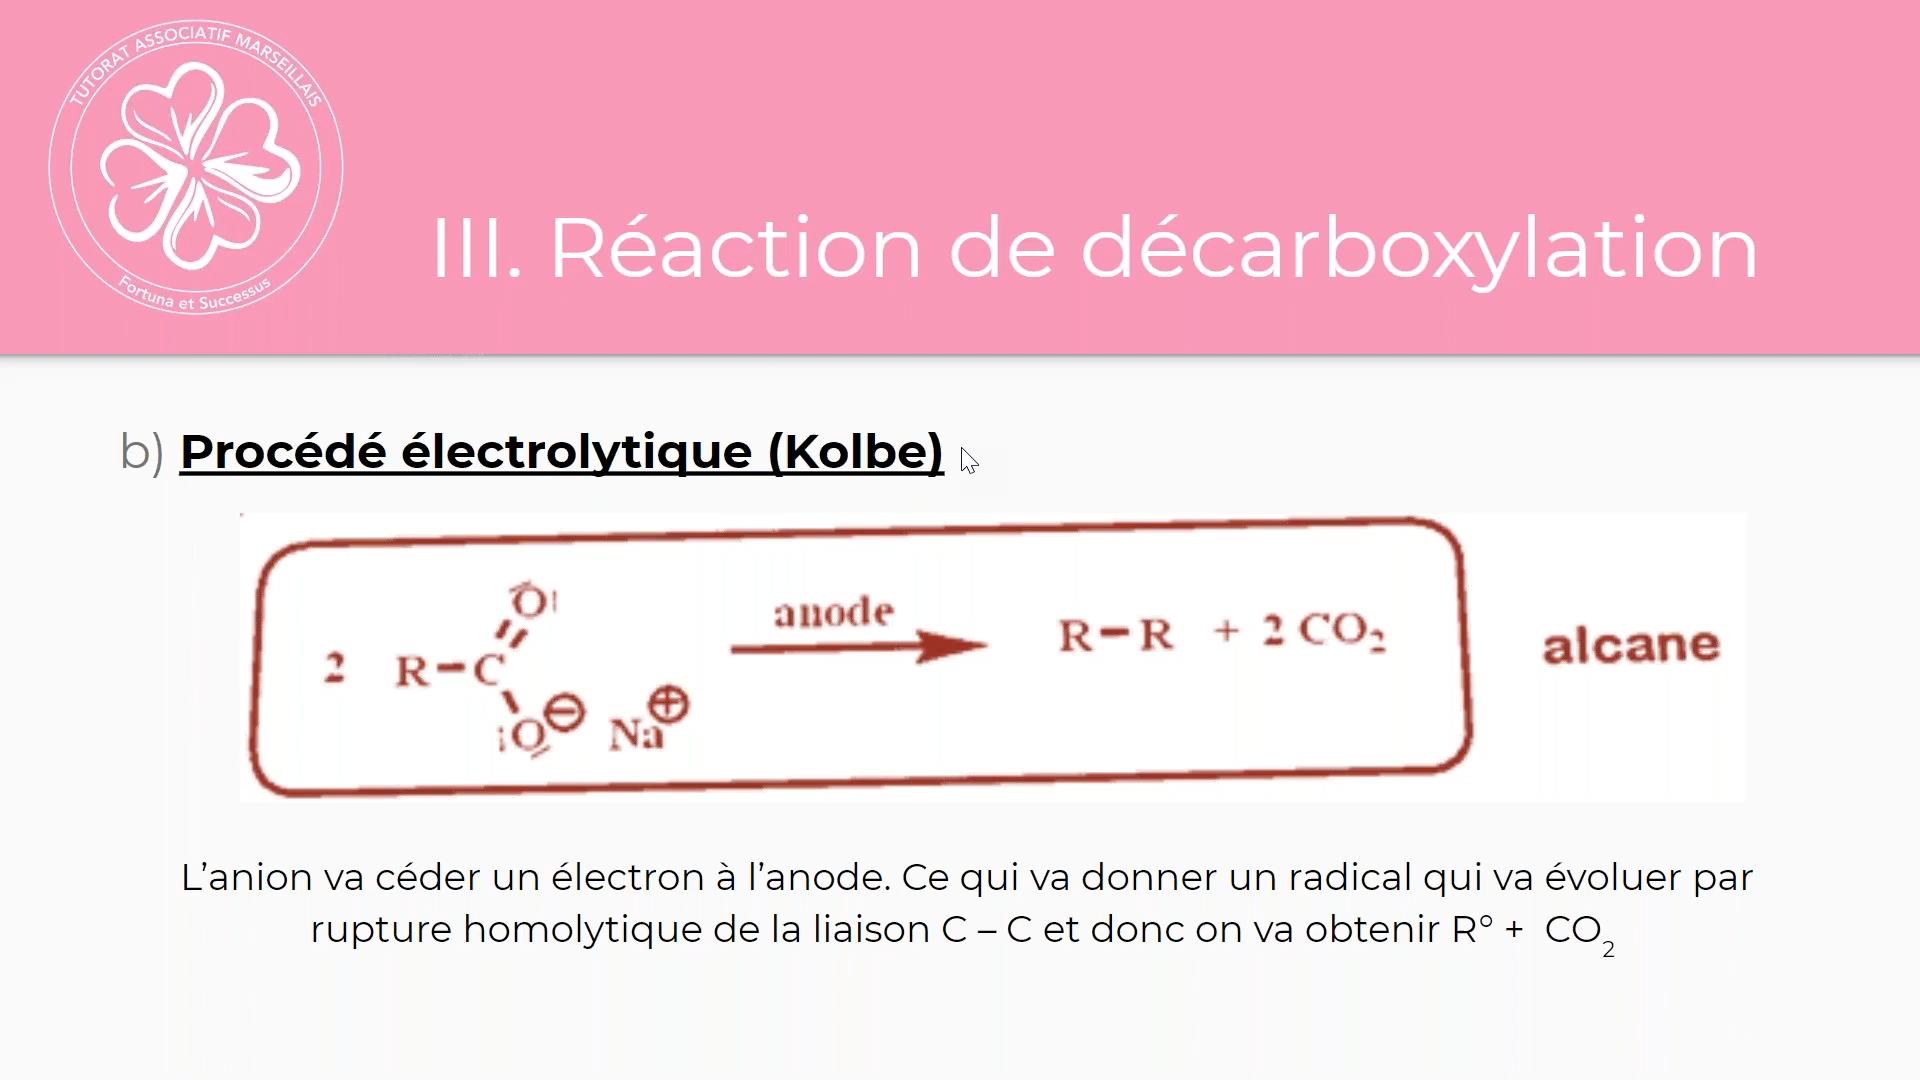 TUTORAT ASSOCIATIF MARSEILLAIS
Fortuna et Successus
III. Réaction de décarboxylation
b) Procédé électrolytique (Kolbe)
2 R-C O O⊖ Na⊕ anode R-R + 2 CO₂ alcane
L’anion va céder un électron à l’anode. Ce qui va donner un radical qui va évoluer par
rupture homolytique de la liaison C – C et donc on va obtenir R° + CO₂